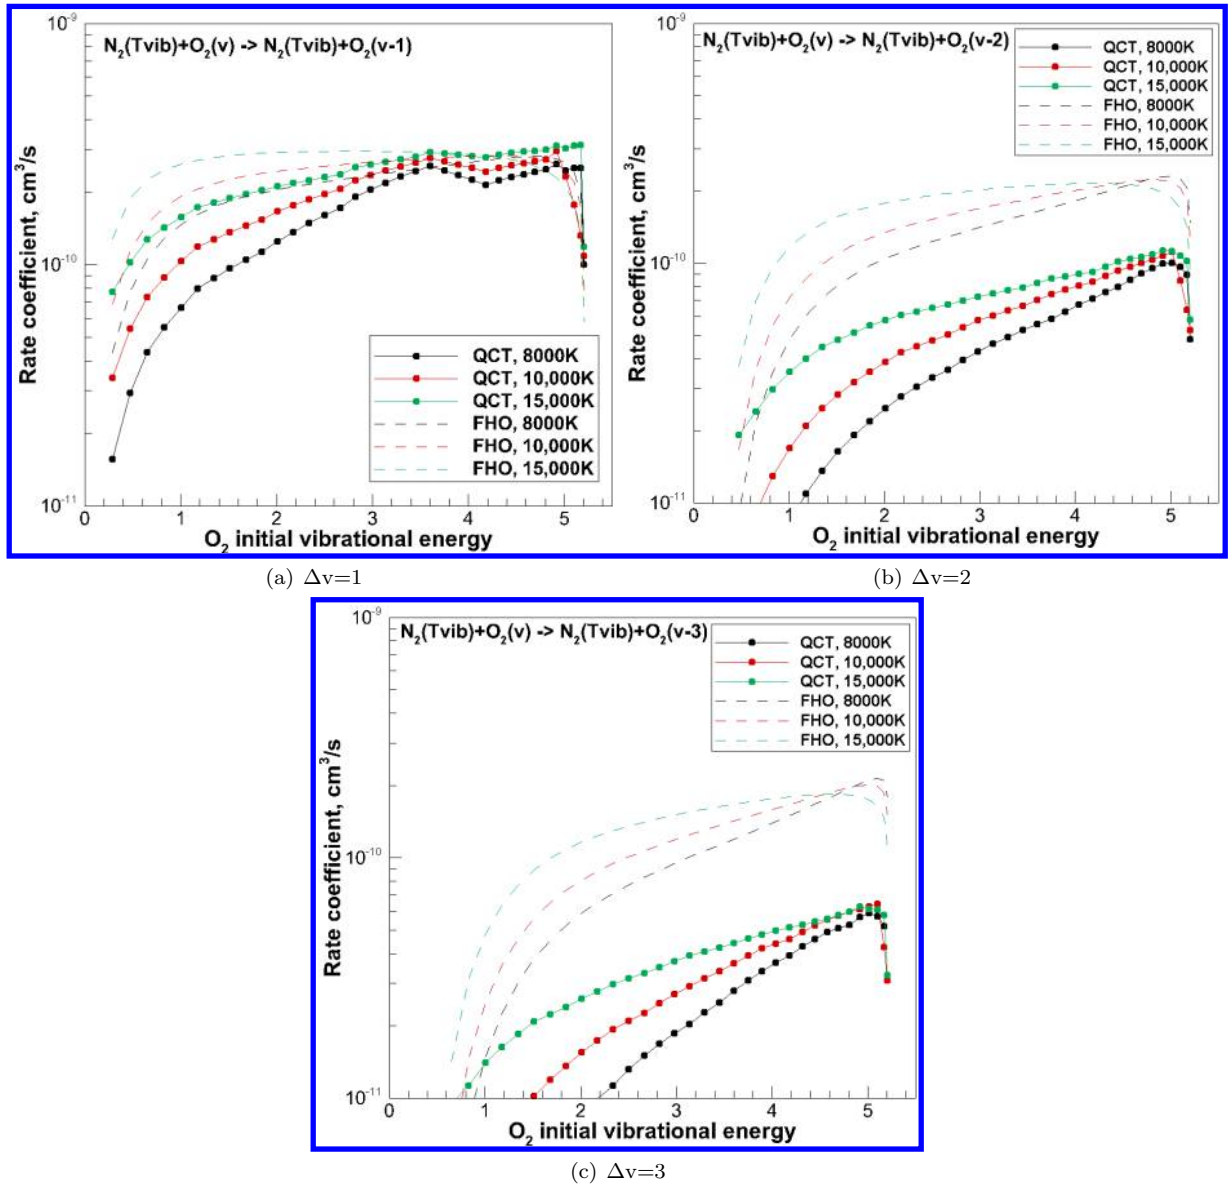 10⁻⁹
N₂(Tvib)+O₂(v) -> N₂(Tvib)+O₂(v-1)
Rate coefficient, cm³/s
10⁻¹⁰
QCT, 8000K
QCT, 10,000K
QCT, 15,000K
FHO, 8000K
FHO, 10,000K
FHO, 15,000K
10⁻¹¹
0 1 2 3 4 5
O₂ initial vibrational energy
(a) Δv=1
10⁻⁹
N₂(Tvib)+O₂(v) -> N₂(Tvib)+O₂(v-2)
QCT, 8000K
QCT, 10,000K
QCT, 15,000K
FHO, 8000K
FHO, 10,000K
FHO, 15,000K
Rate coefficient, cm³/s
10⁻¹⁰
10⁻¹¹
0 1 2 3 4 5
O₂ initial vibrational energy
(b) Δv=2
10⁻⁹
N₂(Tvib)+O₂(v) -> N₂(Tvib)+O₂(v-3)
QCT, 8000K
QCT, 10,000K
QCT, 15,000K
FHO, 8000K
FHO, 10,000K
FHO, 15,000K
Rate coefficient, cm³/s
10⁻¹⁰
10⁻¹¹
0 1 2 3 4 5
O₂ initial vibrational energy
(c) Δv=3